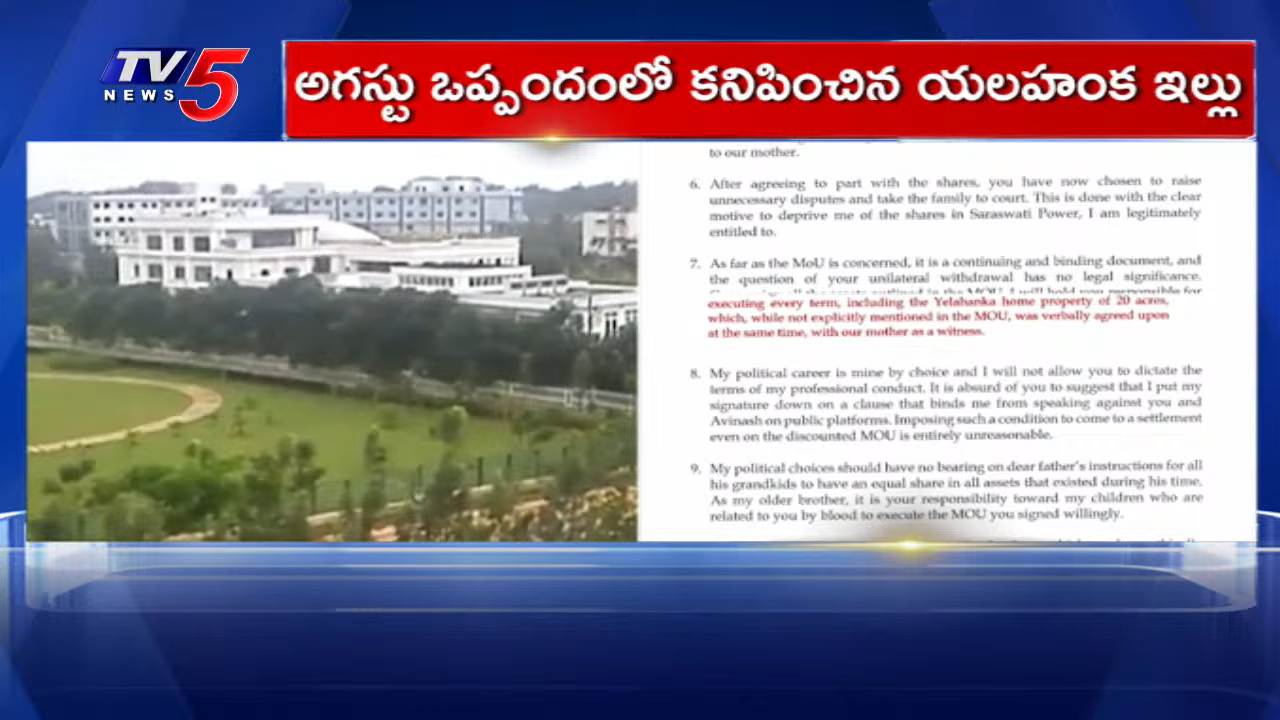 TV5
NEWS
అగస్టు ఒప్పందంలో కనిపించిన యలహంక ఇల్లు
to our mother.
6. After agreeing to part with the shares, you have now chosen to raise
unnecessary disputes and take the family to court. This is done with the clear
motive to deprive me of the shares in Saraswati Power, I am legitimately
entitled to.
7. As far as the MoU is concerned, it is a continuing and binding document, and
the question of your unilateral withdrawal has no legal significance.
executing every term, including the Yelahanka home property of 20 acres,
which, while not explicitly mentioned in the MOU, was verbally agreed upon
at the same time, with our mother as a witness.
8. My political career is mine by choice and I will not allow you to dictate the
terms of my professional conduct. It is absurd of you to suggest that I put my
signature down on a clause that binds me from speaking against you and
Avinash on public platforms. Imposing such a condition to come to a settlement
even on the discounted MOU is entirely unreasonable.
9. My political choices should have no bearing on dear father's instructions for all
his grandkids to have an equal share in all assets that existed during his time.
As my older brother, it is your responsibility toward my children who are
related to you by blood to execute the MOU you signed willingly.